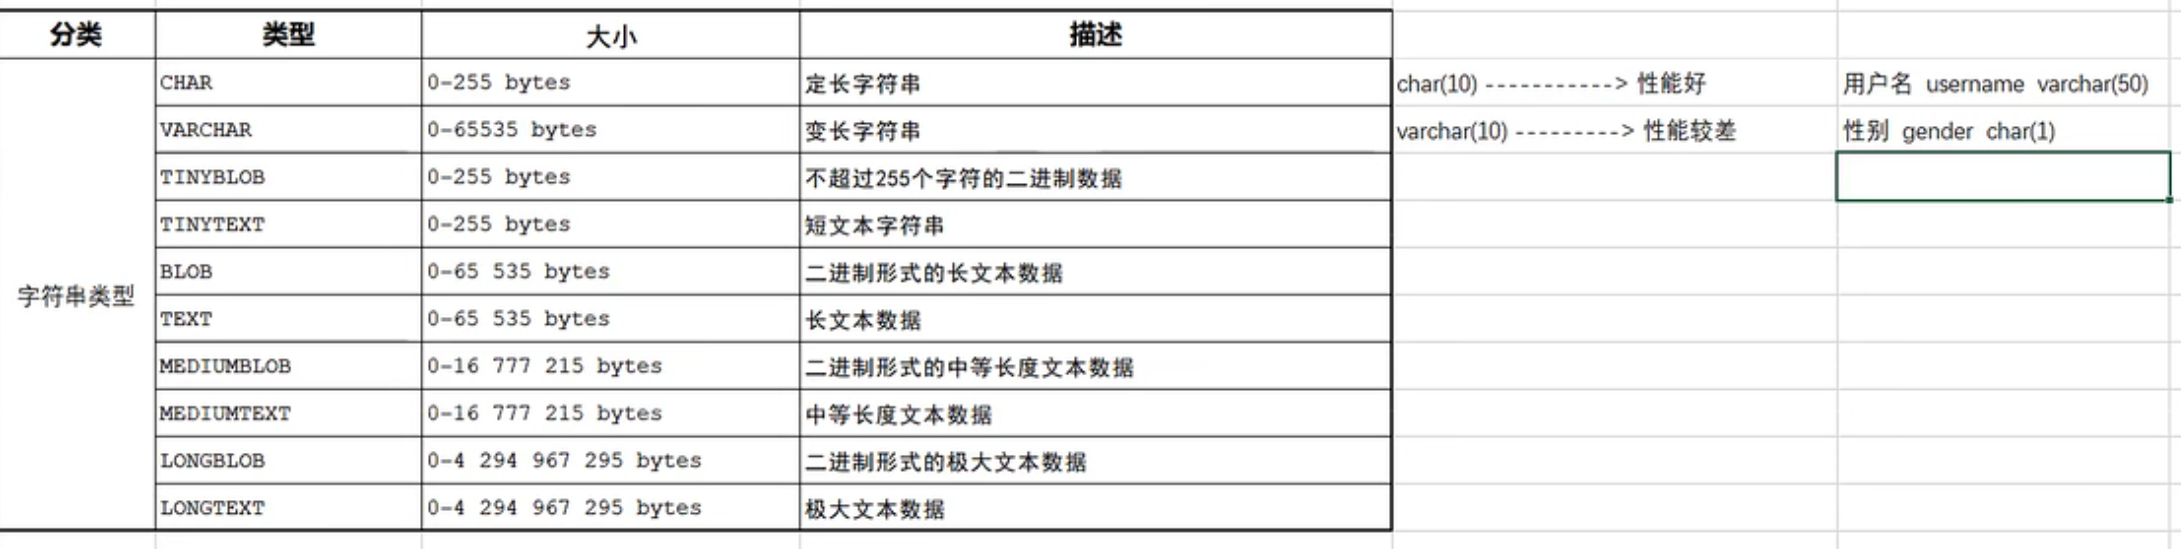 分类 类型 大小 描述
CHAR 0-255 bytes 定长字符串 char(10) -----------> 性能好 用户名 username varchar(50)
VARCHAR 0-65535 bytes 变长字符串 varchar(10) ---------> 性能较差 性别 gender char(1)
TINYBLOB 0-255 bytes 不超过255个字符的二进制数据
TINYTEXT 0-255 bytes 短文本字符串
BLOB 0-65 535 bytes 二进制形式的长文本数据
字符串类型
TEXT 0-65 535 bytes 长文本数据
MEDIUMBLOB 0-16 777 215 bytes 二进制形式的中等长度文本数据
MEDIUMTEXT 0-16 777 215 bytes 中等长度文本数据
LONGBLOB 0-4 294 967 295 bytes 二进制形式的极大文本数据
LONGTEXT 0-4 294 967 295 bytes 极大文本数据